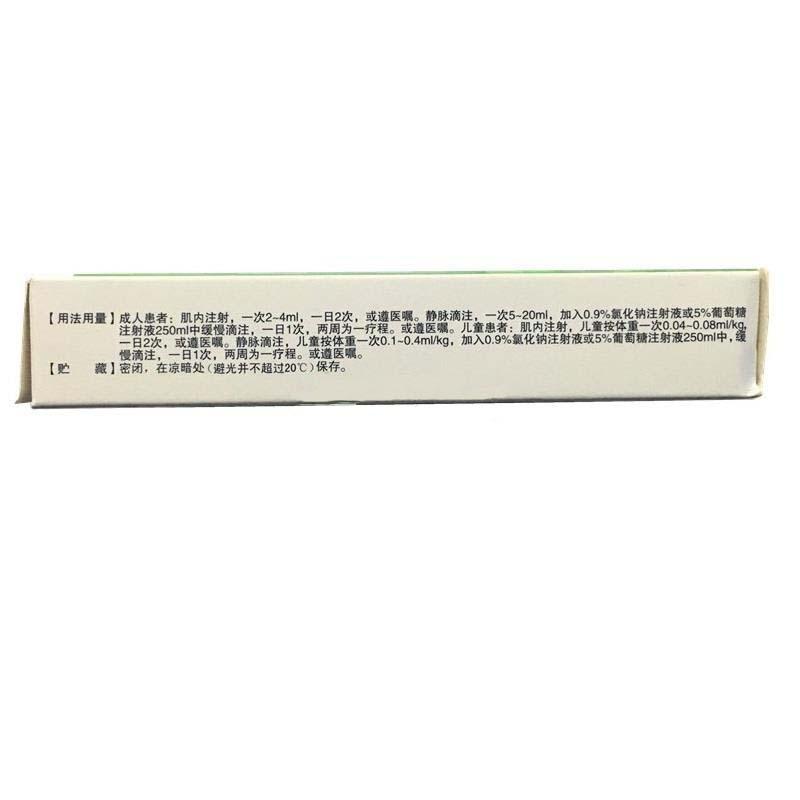 【用法用量】成人患者：肌内注射，一次2~4ml，一日2次，或遵医嘱。静脉滴注，一次5~20ml，加入0.9%氯化钠注射液或5%葡萄糖
注射液250ml中缓慢滴注，一日1次，两周为一疗程。或遵医嘱。儿童患者：肌内注射，儿童按体重一次0.04~0.08ml/kg，
一日2次，或遵医嘱。静脉滴注，儿童按体重一次0.1~0.4ml/kg，加入0.9%氯化钠注射液或5%葡萄糖注射液250ml中，缓
慢滴注，一日1次，两周为一疗程。或遵医嘱。
【贮 藏】密闭，在凉暗处（避光并不超过20℃）保存。